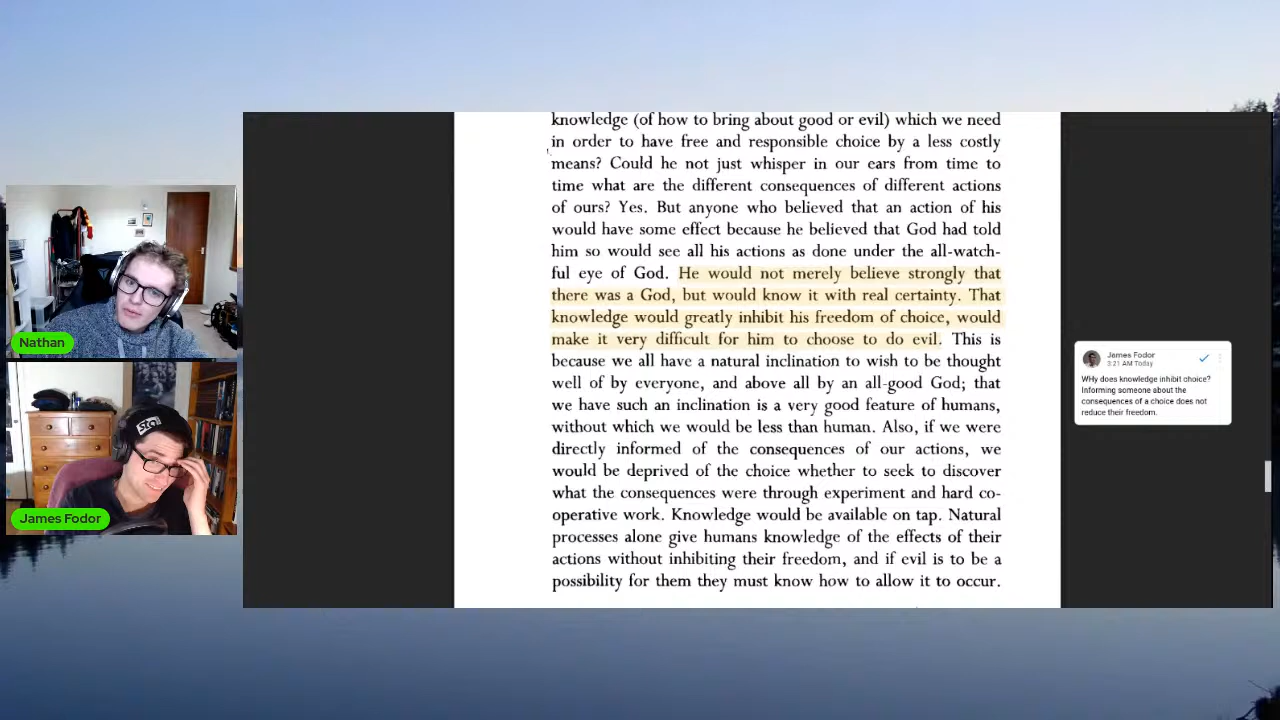 knowledge (of how to bring about good or evil) which we need
in order to have free and responsible choice by a less costly
means? Could he not just whisper in our ears from time to
time what are the different consequences of different actions
of ours? Yes. But anyone who believed that an action of his
would have some effect because he believed that God had told
him so would see all his actions as done under the all-watch-
ful eye of God. He would not merely believe strongly that
there was a God, but would know it with real certainty. That
knowledge would greatly inhibit his freedom of choice, would
make it very difficult for him to choose to do evil. This is
because we all have a natural inclination to wish to be thought
well of by everyone, and above all by an all-good God; that
we have such an inclination is a very good feature of humans,
without which we would be less than human. Also, if we were
directly informed of the consequences of our actions, we
would be deprived of the choice whether to seek to discover
what the consequences were through experiment and hard co-
operative work. Knowledge would be available on tap. Natural
processes alone give humans knowledge of the effects of their
actions without inhibiting their freedom, and if evil is to be a
possibility for them they must know how to allow it to occur.
James Fodor
3:21 AM Today
WHy does knowledge inhibit choice?
Informing someone about the
consequences of a choice does not
reduce their freedom.
Nathan
sta
James Fodor